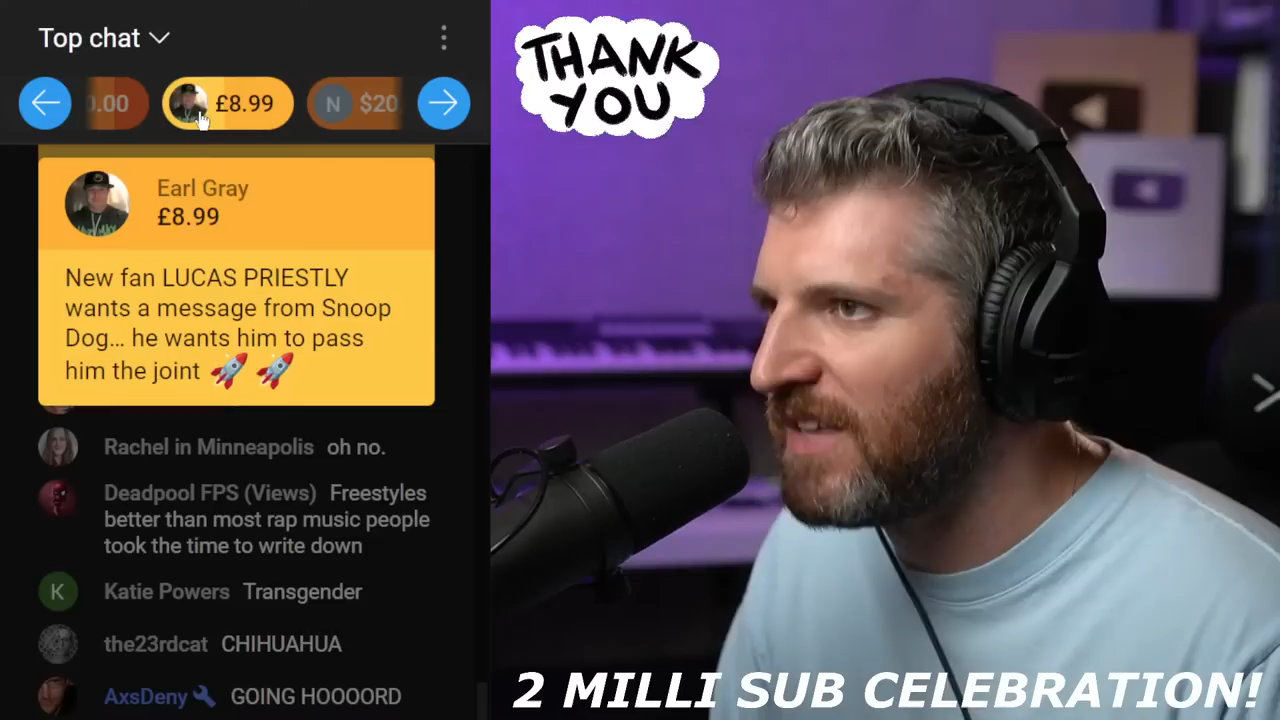 Top chat
0.00
£8.99
N $20
Earl Gray
£8.99
New fan LUCAS PRIESTLY
wants a message from Snoop
Dog... he wants him to pass
him the joint
Rachel in Minneapolis oh no.
Deadpool FPS (Views) Freestyles
better than most rap music people
took the time to write down
K Katie Powers Transgender
the23rdcat CHIHUAHUA
AxsDeny GOING HOOOORD
THANK
YOU
2 MILLI SUB CELEBRATION!